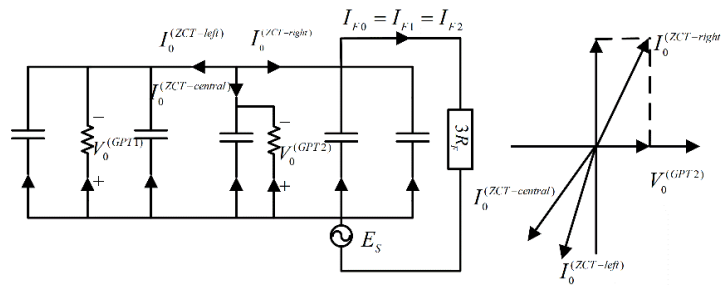 I_0^(ZCT-left)
I_0^(ZCT-right)
I_F0 = I_F1 = I_F2
I_0^(ZCT-central)
−
−
V_0^(GPT1)
V_0^(GPT2)
3R_F
+
+
E_S
I_0^(ZCT-right)
V_0^(GPT2)
I_0^(ZCT-central)
I_0^(ZCT-left)